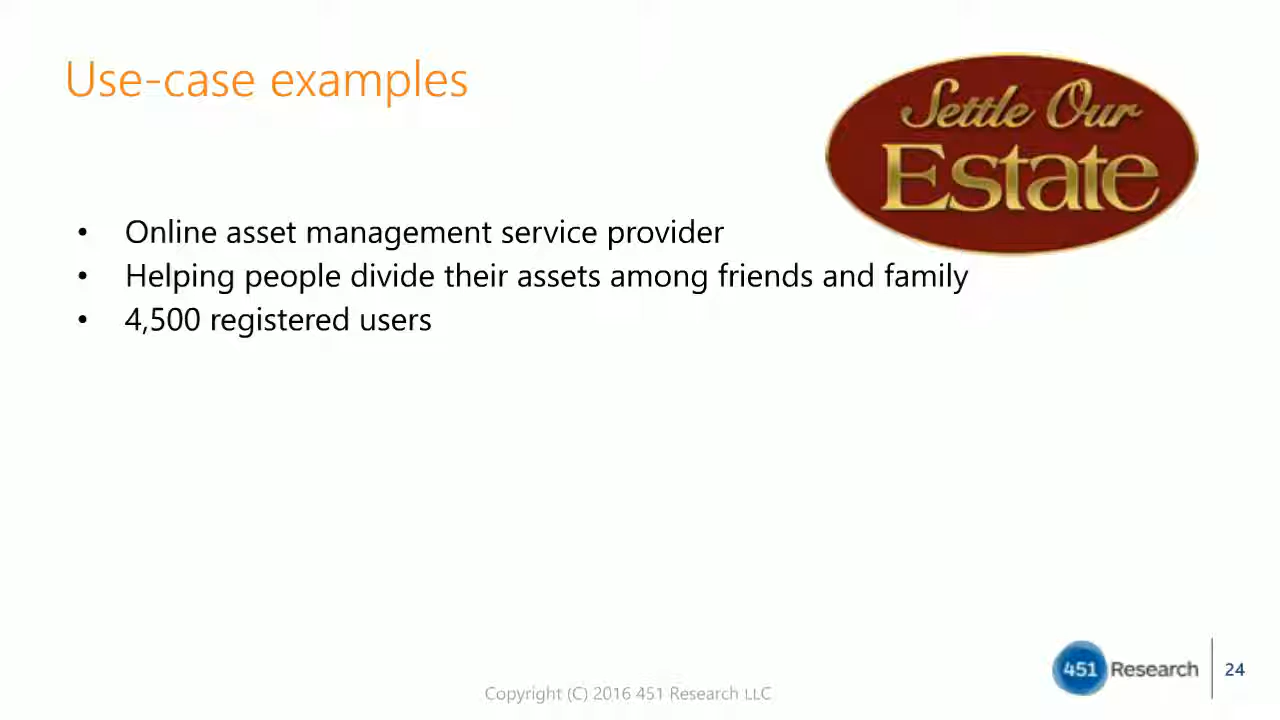 Use-case examples
Settle Our
Estate
• Online asset management service provider
• Helping people divide their assets among friends and family
• 4,500 registered users
451 Research
24
Copyright (C) 2016 451 Research LLC